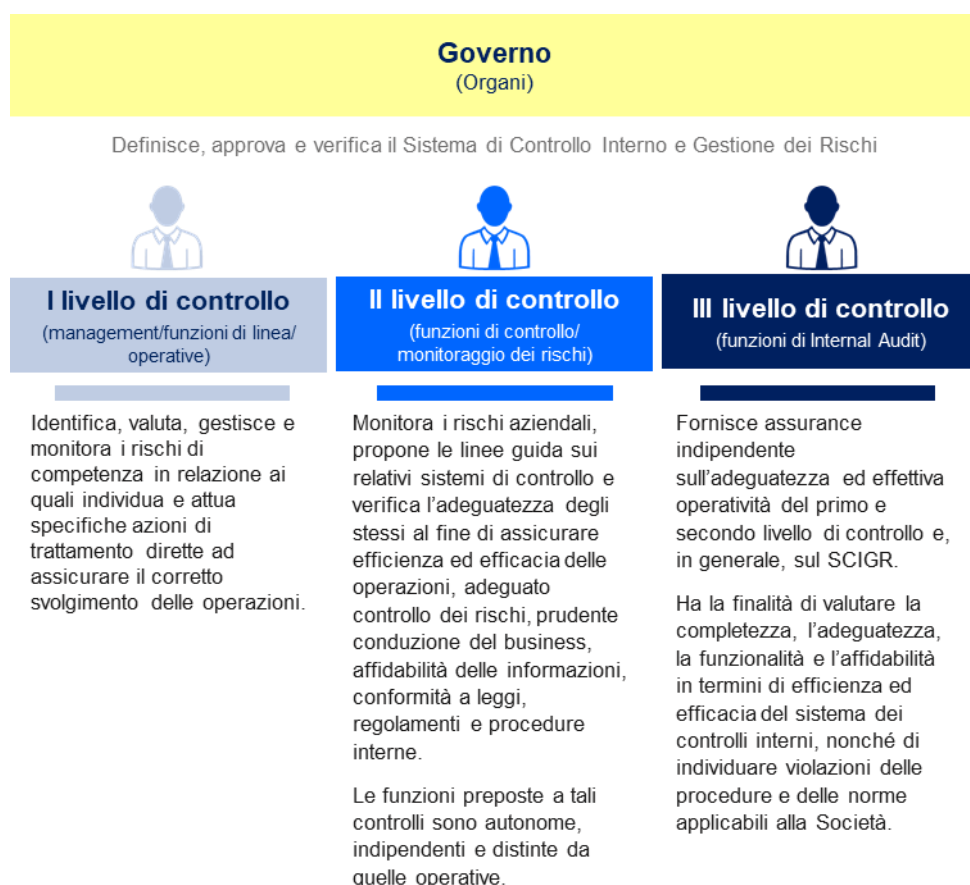 Governo
(Organi)
Definisce, approva e verifica il Sistema di Controllo Interno e Gestione dei Rischi
I livello di controllo
(management/funzioni di linea/
operative)
Identifica, valuta, gestisce e
monitora i rischi di
competenza in relazione ai
quali individua e attua
specifiche azioni di
trattamento dirette ad
assicurare il corretto
svolgimento delle operazioni.
II livello di controllo
(funzioni di controllo/
monitoraggio dei rischi)
Monitora i rischi aziendali,
propone le linee guida sui
relativi sistemi di controllo e
verifica l’adeguatezza degli
stessi al fine di assicurare
efficienza ed efficacia delle
operazioni, adeguato
controllo dei rischi, prudente
conduzione del business,
affidabilità delle informazioni,
conformità a leggi,
regolamenti e procedure
interne.
Le funzioni preposte a tali
controlli sono autonome,
indipendenti e distinte da
quelle operative.
III livello di controllo
(funzioni di Internal Audit)
Fornisce assurance
indipendente
sull’adeguatezza ed effettiva
operatività del primo e
secondo livello di controllo e,
in generale, sul SCIGR.
Ha la finalità di valutare la
completezza, l’adeguatezza,
la funzionalità e l’affidabilità
in termini di efficienza ed
efficacia del sistema dei
controlli interni, nonché di
individuare violazioni delle
procedure e delle norme
applicabili alla Società.